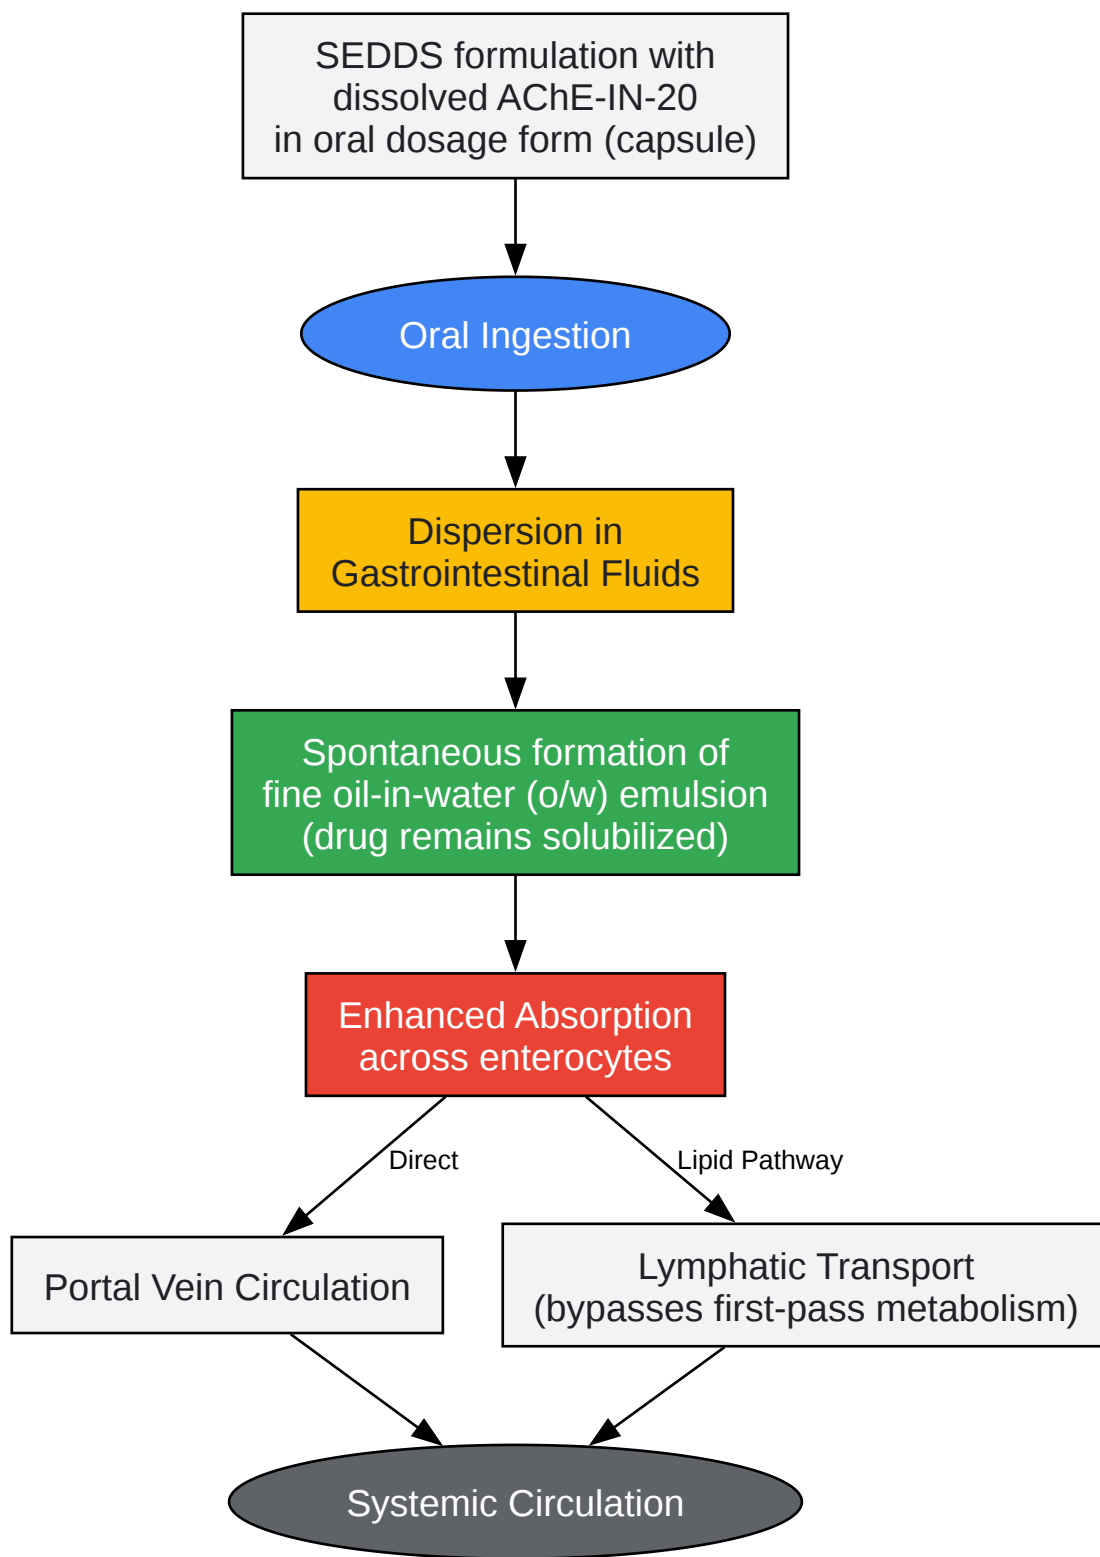 SEDDS formulation with
dissolved AChE-IN-20
in oral dosage form (capsule)
Oral Ingestion
Dispersion in
Gastrointestinal Fluids
Spontaneous formation of
fine oil-in-water (o/w) emulsion
(drug remains solubilized)
Enhanced Absorption
across enterocytes
Direct
Lipid Pathway
Portal Vein Circulation
Lymphatic Transport
(bypasses first-pass metabolism)
Systemic Circulation